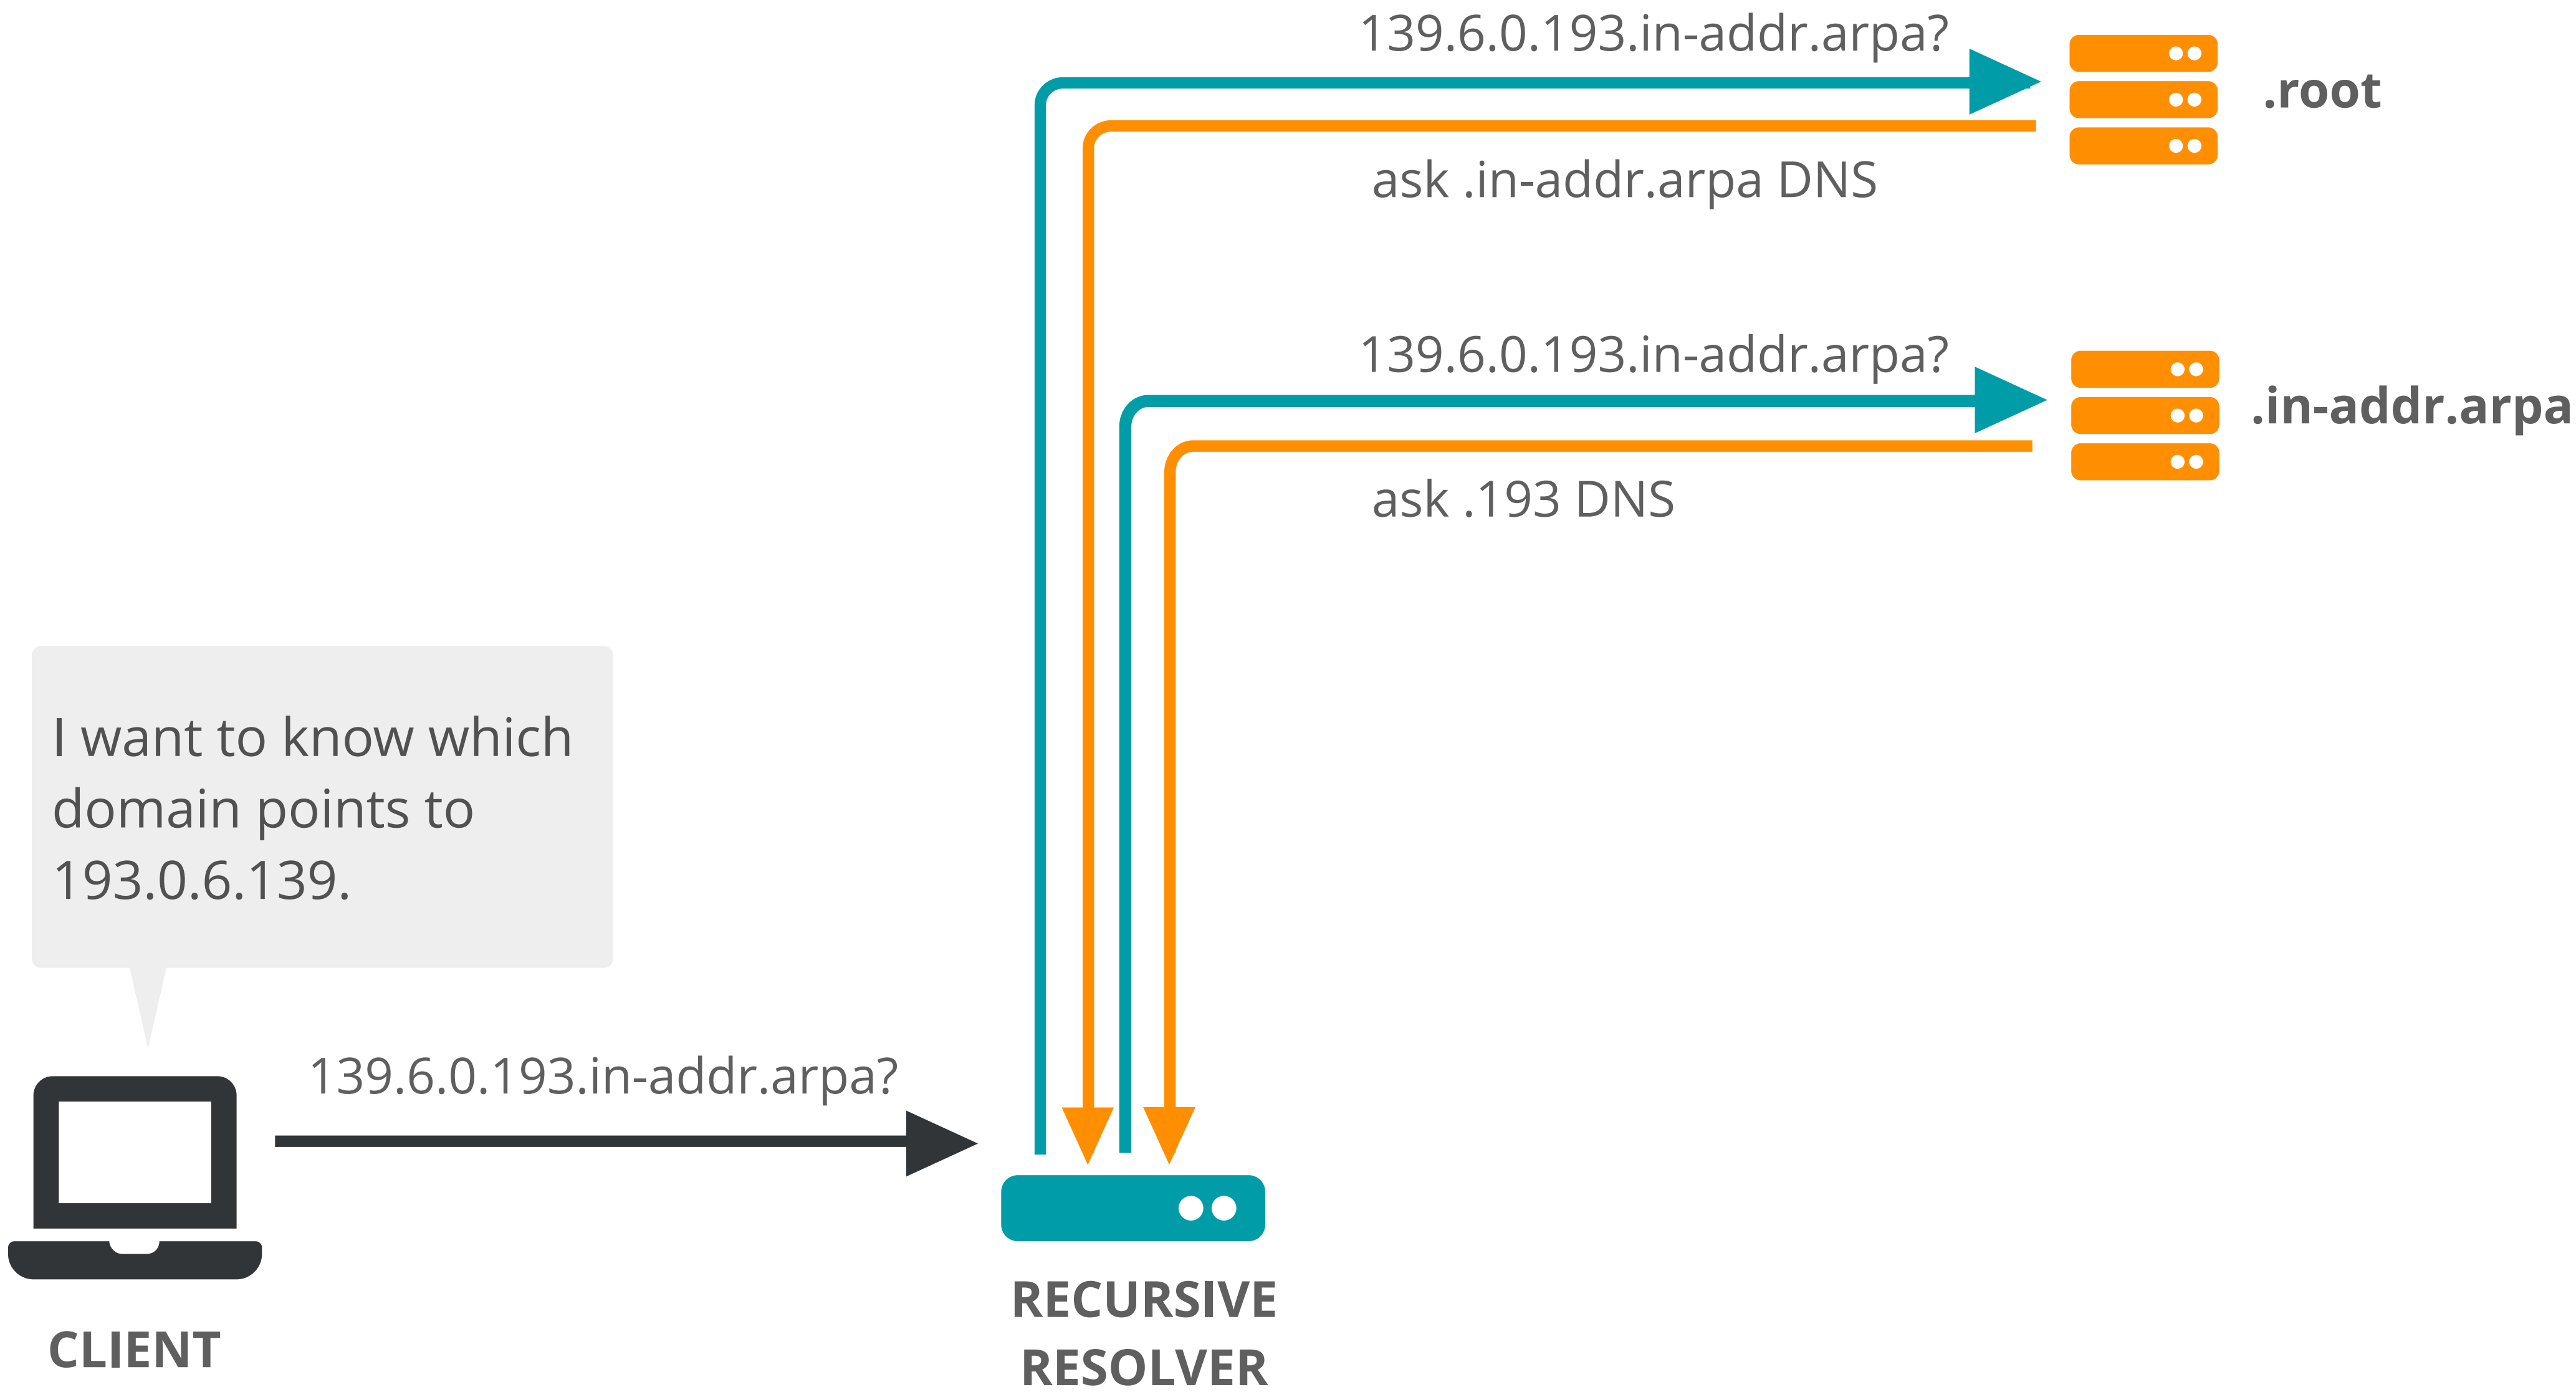 139.6.0.193.in-addr.arpa?
.root
ask .in-addr.arpa DNS
139.6.0.193.in-addr.arpa?
.in-addr.arpa
ask .193 DNS
I want to know which
domain points to
193.0.6.139.
139.6.0.193.in-addr.arpa?
CLIENT
RECURSIVE
RESOLVER